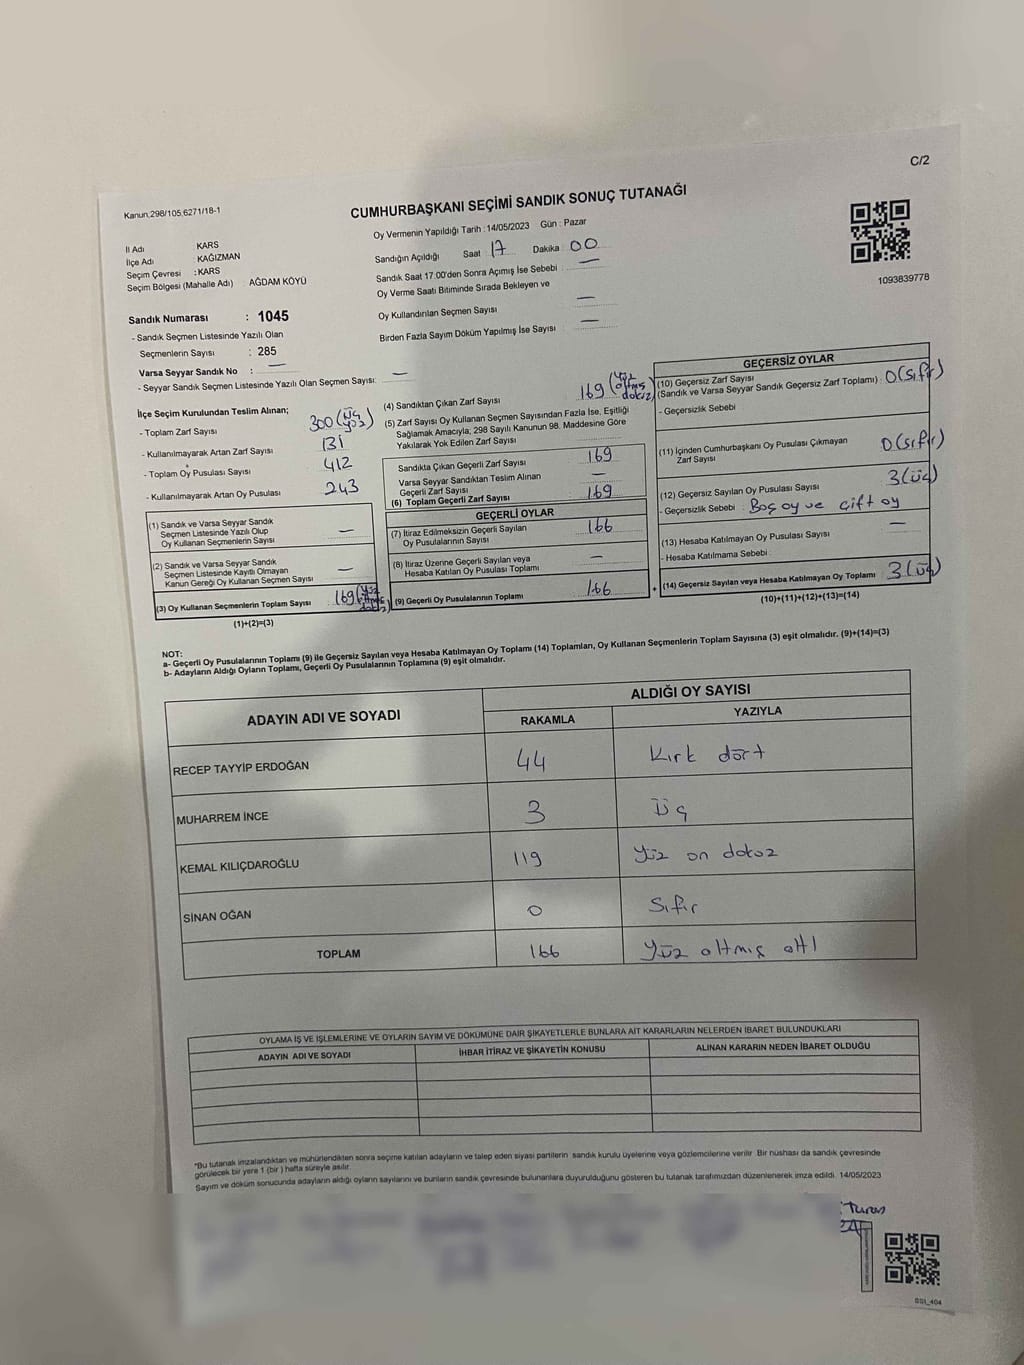 C/2
Kanun,298/105,6271/18-1
CUMHURBAŞKANI SEÇİMİ SANDIK SONUÇ TUTANAĞI
Oy Vermenin Yapıldığı Tarih : 14/05/2023 Gün : Pazar
İl Adı KARS
İlçe Adı KAĞIZMAN
Seçim Çevresi : KARS
Seçim Bölgesi (Mahalle Adı) : AĞDAM KÖYÜ
Sandığın Açıldığı Saat 17 Dakika 00
Sandık Saat 17.00'den Sonra Açımış İse Sebebi : —
Oy Verme Saati Bitiminde Sırada Bekleyen ve
Oy Kullandırılan Seçmen Sayısı —
Birden Fazla Sayım Döküm Yapılmış İse Sayısı —
1093839778
Sandık Numarası : 1045
- Sandık Seçmen Listesinde Yazılı Olan
Seçmenlerin Sayısı : 285
Varsa Seyyar Sandık No : —
- Seyyar Sandık Seçmen Listesinde Yazılı Olan Seçmen Sayısı: —
İlçe Seçim Kurulundan Teslim Alınan;
- Toplam Zarf Sayısı 300 (üç yüz)
- Kullanılmayarak Artan Zarf Sayısı 131
- Toplam Oy Pusulası Sayısı 412
- Kullanılmayarak Artan Oy Pusulası 243
(1) Sandık ve Varsa Seyyar Sandık
Seçmen Listesinde Yazılı Olup
Oy Kullanan Seçmenlerin Sayısı —
(2) Sandık ve Varsa Seyyar Sandık
Seçmen Listesinde Kayıtlı Olmayan
Kanun Gereği Oy Kullanan Seçmen Sayısı —
(3) Oy Kullanan Seçmenlerin Toplam Sayısı 169 (yüz altmış dokuz)
(1)+(2)=(3)
(4) Sandıktan Çıkan Zarf Sayısı 169 (yüz altmış dokuz)
(5) Zarf Sayısı Oy Kullanan Seçmen Sayısından Fazla İse, Eşitliği
Sağlamak Amacıyla, 298 Sayılı Kanunun 98. Maddesine Göre
Yakılarak Yok Edilen Zarf Sayısı
Sandıkta Çıkan Geçerli Zarf Sayısı 169
Varsa Seyyar Sandıktan Teslim Alınan
Geçerli Zarf Sayısı
(6) Toplam Geçerli Zarf Sayısı 169
GEÇERLİ OYLAR
(7) İtiraz Edilmeksizin Geçerli Sayılan
Oy Pusulalarının Sayısı 166
(8) İtiraz Üzerine Geçerli Sayılan veya
Hesaba Katılan Oy Pusulası Toplamı —
(9) Geçerli Oy Pusulalarının Toplamı 166
GEÇERSİZ OYLAR
(10) Geçersiz Zarf Sayısı
(Sandık ve Varsa Seyyar Sandık Geçersiz Zarf Toplamı) : 0 (sıfır)
- Geçersizlik Sebebi
(11) İçinden Cumhurbaşkanı Oy Pusulası Çıkmayan
Zarf Sayısı 0 (sıfır)
(12) Geçersiz Sayılan Oy Pusulası Sayısı 3 (üç)
- Geçersizlik Sebebi : Boş oy ve çift oy
(13) Hesaba Katılmayan Oy Pusulası Sayısı —
- Hesaba Katılmama Sebebi
+ (14) Geçersiz Sayılan veya Hesaba Katılmayan Oy Toplamı 3 (üç)
(10)+(11)+(12)+(13)=(14)
NOT:
a- Geçerli Oy Pusulalarının Toplamı (9) ile Geçersiz Sayılan veya Hesaba Katılmayan Oy Toplamı (14) Toplamları, Oy Kullanan Seçmenlerin Toplam Sayısına (3) eşit olmalıdır. (9)+(14)=(3)
b- Adayların Aldığı Oyların Toplamı, Geçerli Oy Pusulalarının Toplamına (9) eşit olmalıdır.
ADAYIN ADI VE SOYADI ALDIĞI OY SAYISI
RAKAMLA YAZIYLA
RECEP TAYYİP ERDOĞAN 44 Kırk dört
MUHARREM İNCE 3 Üç
KEMAL KILIÇDAROĞLU 119 Yüz on dokuz
SİNAN OĞAN 0 Sıfır
TOPLAM 166 Yüz altmış altı
OYLAMA İŞ VE İŞLEMLERİNE VE OYLARIN SAYIM VE DÖKÜMÜNE DAİR ŞİKAYETLERLE BUNLARA AİT KARARLARIN NELERDEN İBARET BULUNDUKLARI
ADAYIN ADI VE SOYADI İHBAR İTİRAZ VE ŞİKAYETİN KONUSU ALINAN KARARIN NEDEN İBARET OLDUĞU
*Bu tutanak imzalandıktan ve mühürlendikten sonra seçime katılan adayların ve talep eden siyasi partilerin sandık kurulu üyelerine veya gözlemcilerine verilir. Bir nüshası da sandık çevresinde
görülecek bir yere 1 (bir) hafta süreyle asılır.
Sayım ve döküm sonucunda adayların aldığı oyların sayılarını ve bunların sandık çevresinde bulunanlara duyurulduğunu gösteren bu tutanak tarafımızdan düzenlenerek imza edildi. 14/05/2023